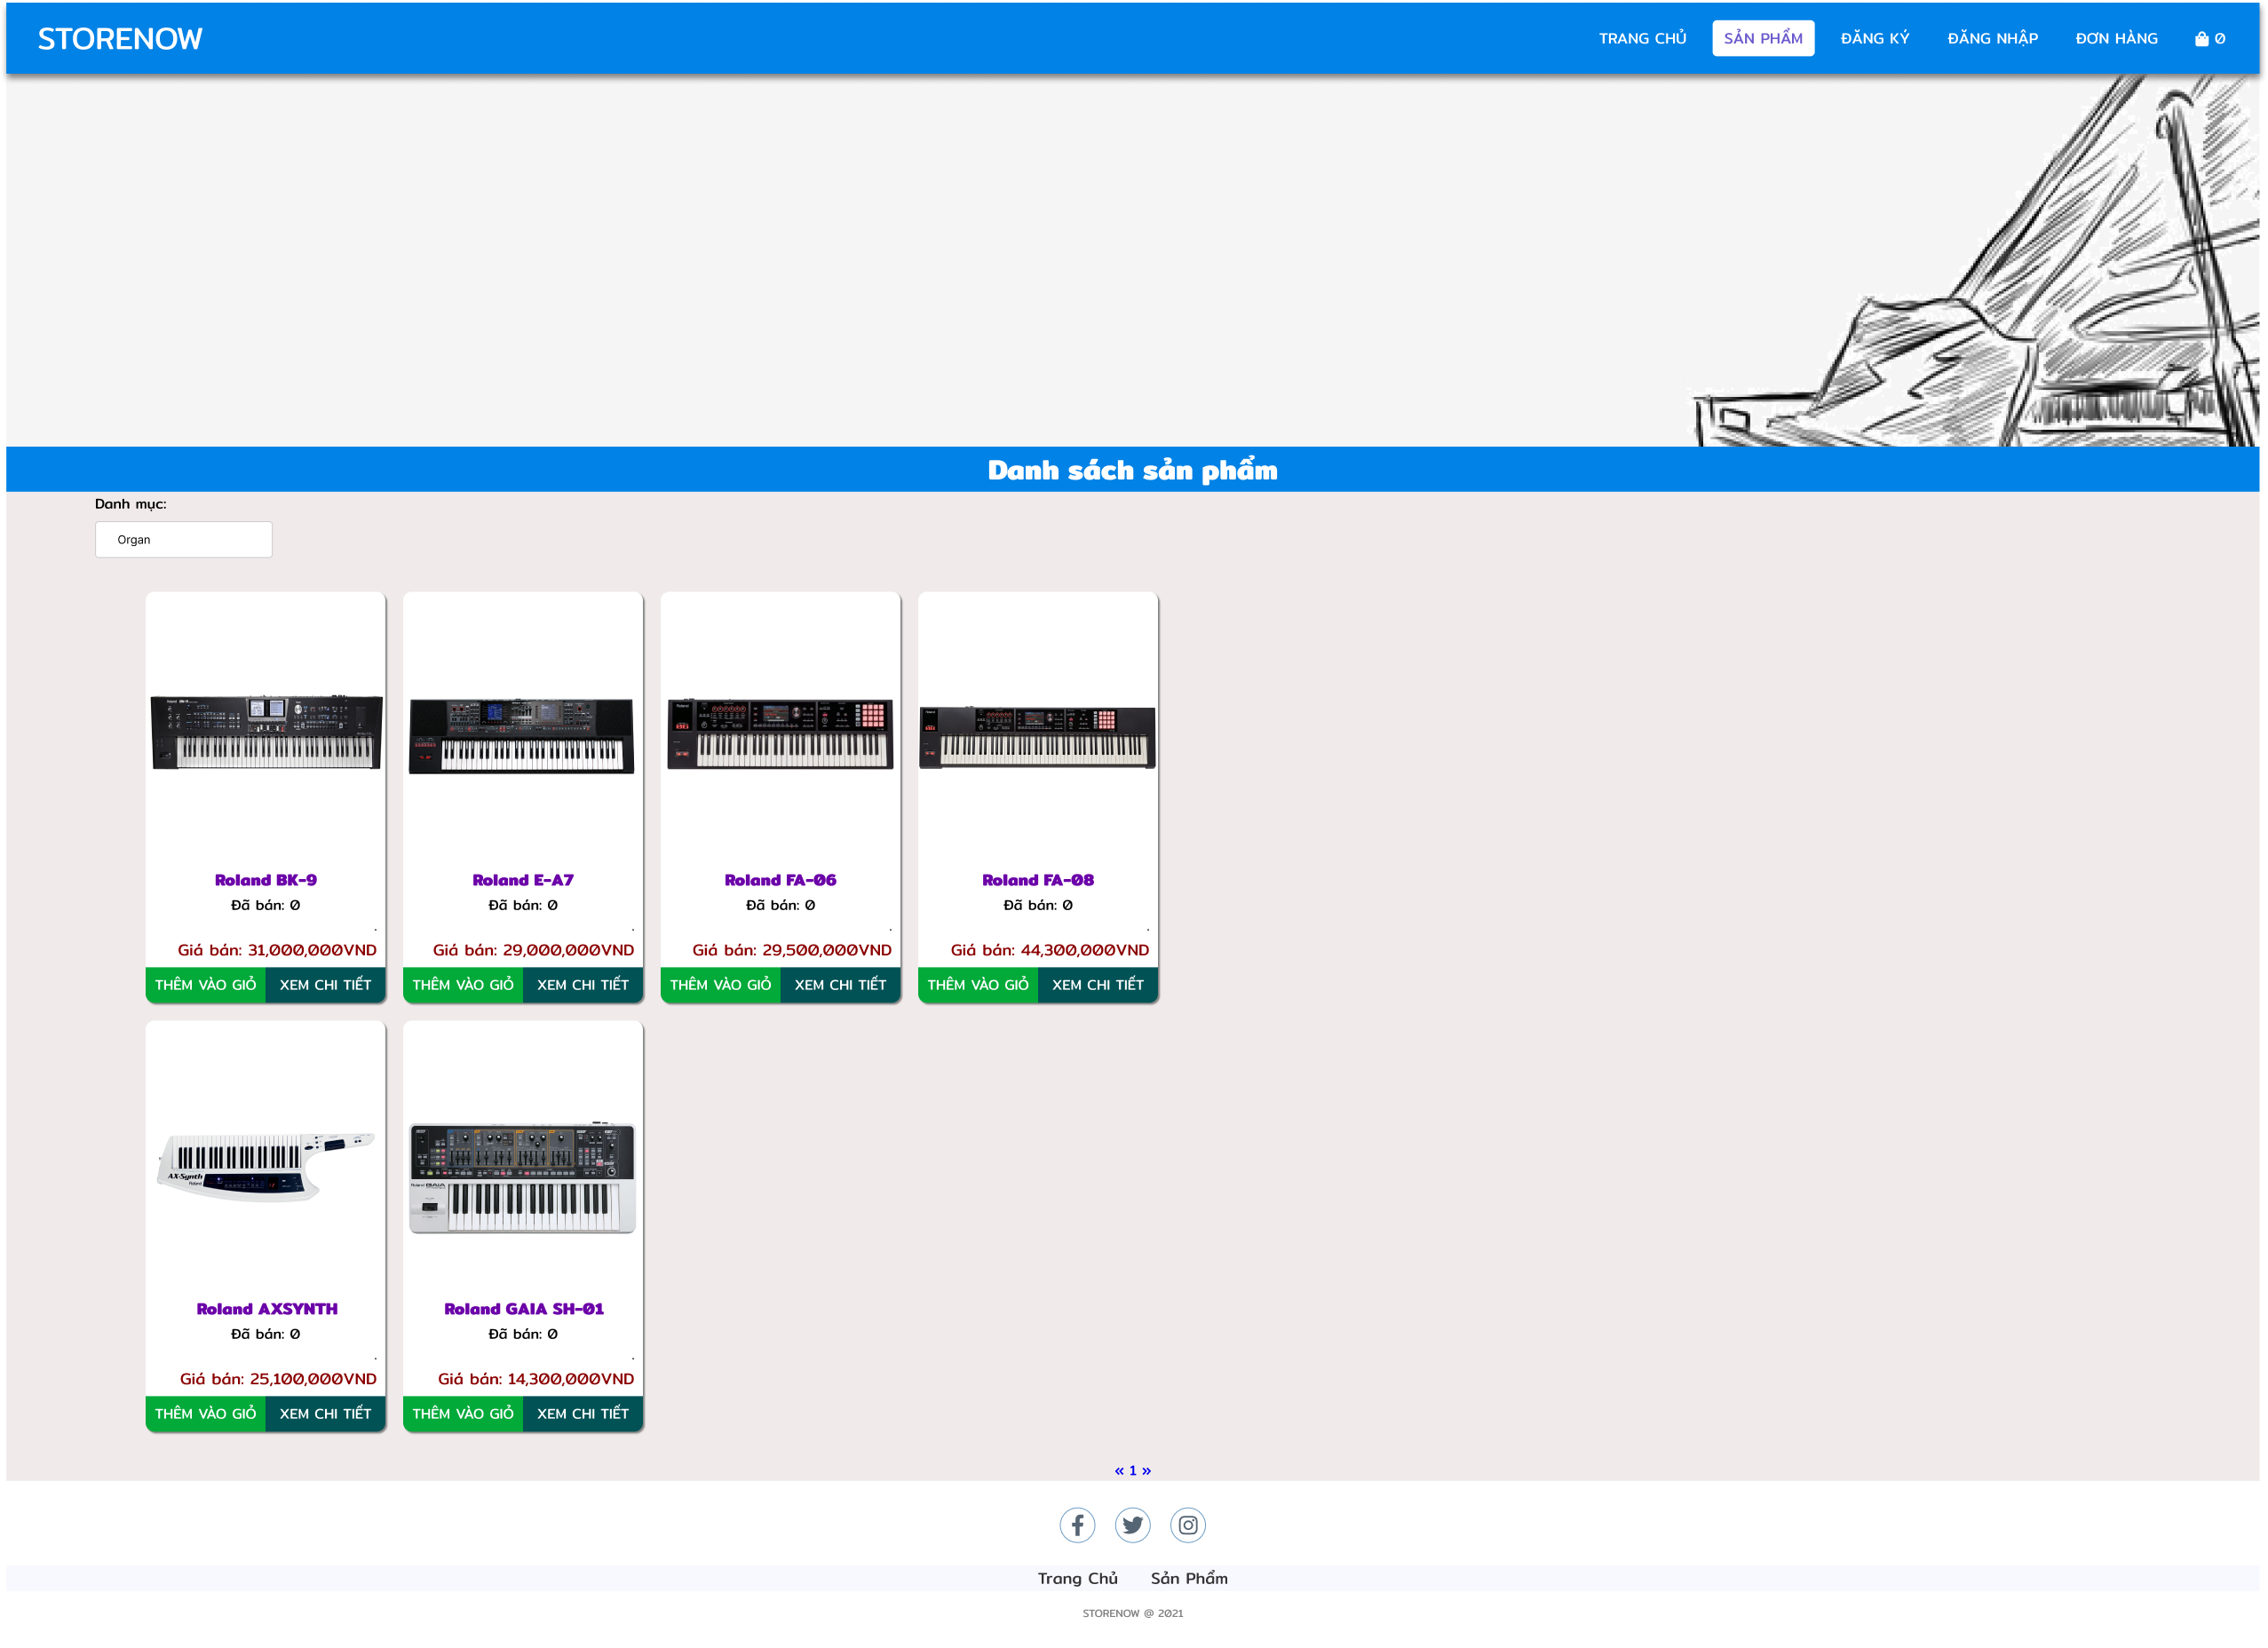 STORENOW
TRANG CHỦ SẢN PHẨM ĐĂNG KÝ ĐĂNG NHẬP ĐƠN HÀNG 0
Danh sách sản phẩm
Danh mục:
Organ
Roland BK-9
Đã bán: 0
.
Giá bán: 31,000,000VND
THÊM VÀO GIỎ XEM CHI TIẾT
Roland E-A7
Đã bán: 0
.
Giá bán: 29,000,000VND
THÊM VÀO GIỎ XEM CHI TIẾT
Roland FA-06
Đã bán: 0
.
Giá bán: 29,500,000VND
THÊM VÀO GIỎ XEM CHI TIẾT
Roland FA-08
Đã bán: 0
.
Giá bán: 44,300,000VND
THÊM VÀO GIỎ XEM CHI TIẾT
AX-Synth
Roland
Roland AXSYNTH
Đã bán: 0
.
Giá bán: 25,100,000VND
THÊM VÀO GIỎ XEM CHI TIẾT
Roland GAIA
Roland GAIA SH-01
Đã bán: 0
.
Giá bán: 14,300,000VND
THÊM VÀO GIỎ XEM CHI TIẾT
« 1 »
Trang Chủ Sản Phẩm
STORENOW @ 2021